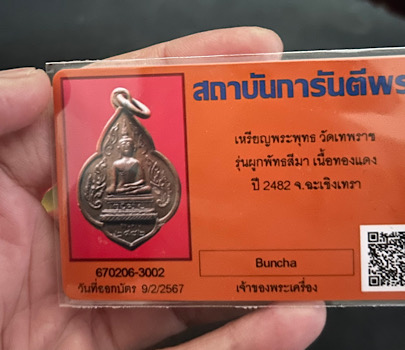 สถาบันการันตีพร
เหรียญพระพุทธ วัดเทพราช
รุ่นผูกพัทธสีมา เนื้อทองแดง
ปี 2482 จ.ฉะเชิงเทรา
670206-3002
วันที่ออกบัตร 9/2/2567
Buncha
เจ้าของพระเครื่อง
๒๔๘๒